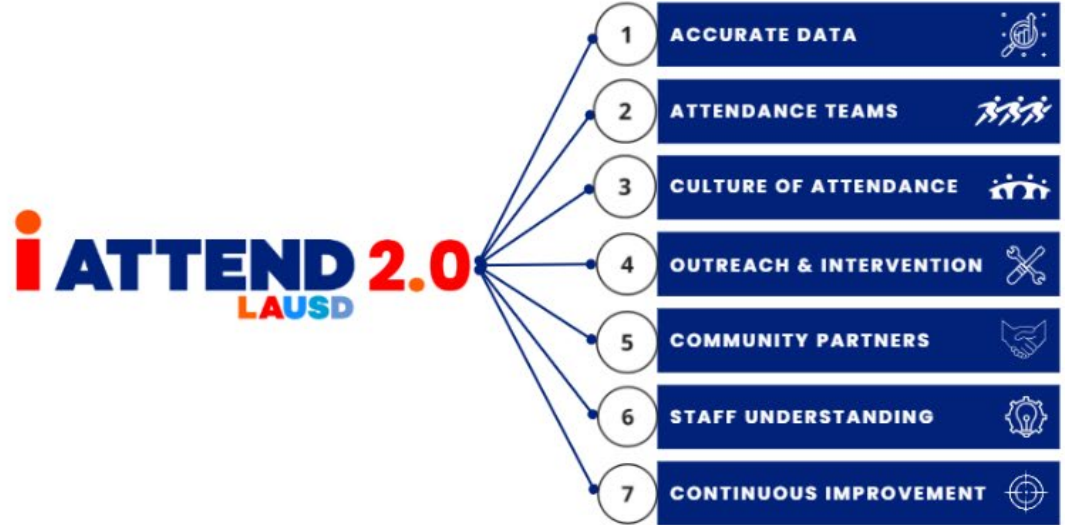 i ATTEND 2.0
LAUSD
1 ACCURATE DATA
2 ATTENDANCE TEAMS
3 CULTURE OF ATTENDANCE
4 OUTREACH & INTERVENTION
5 COMMUNITY PARTNERS
6 STAFF UNDERSTANDING
7 CONTINUOUS IMPROVEMENT